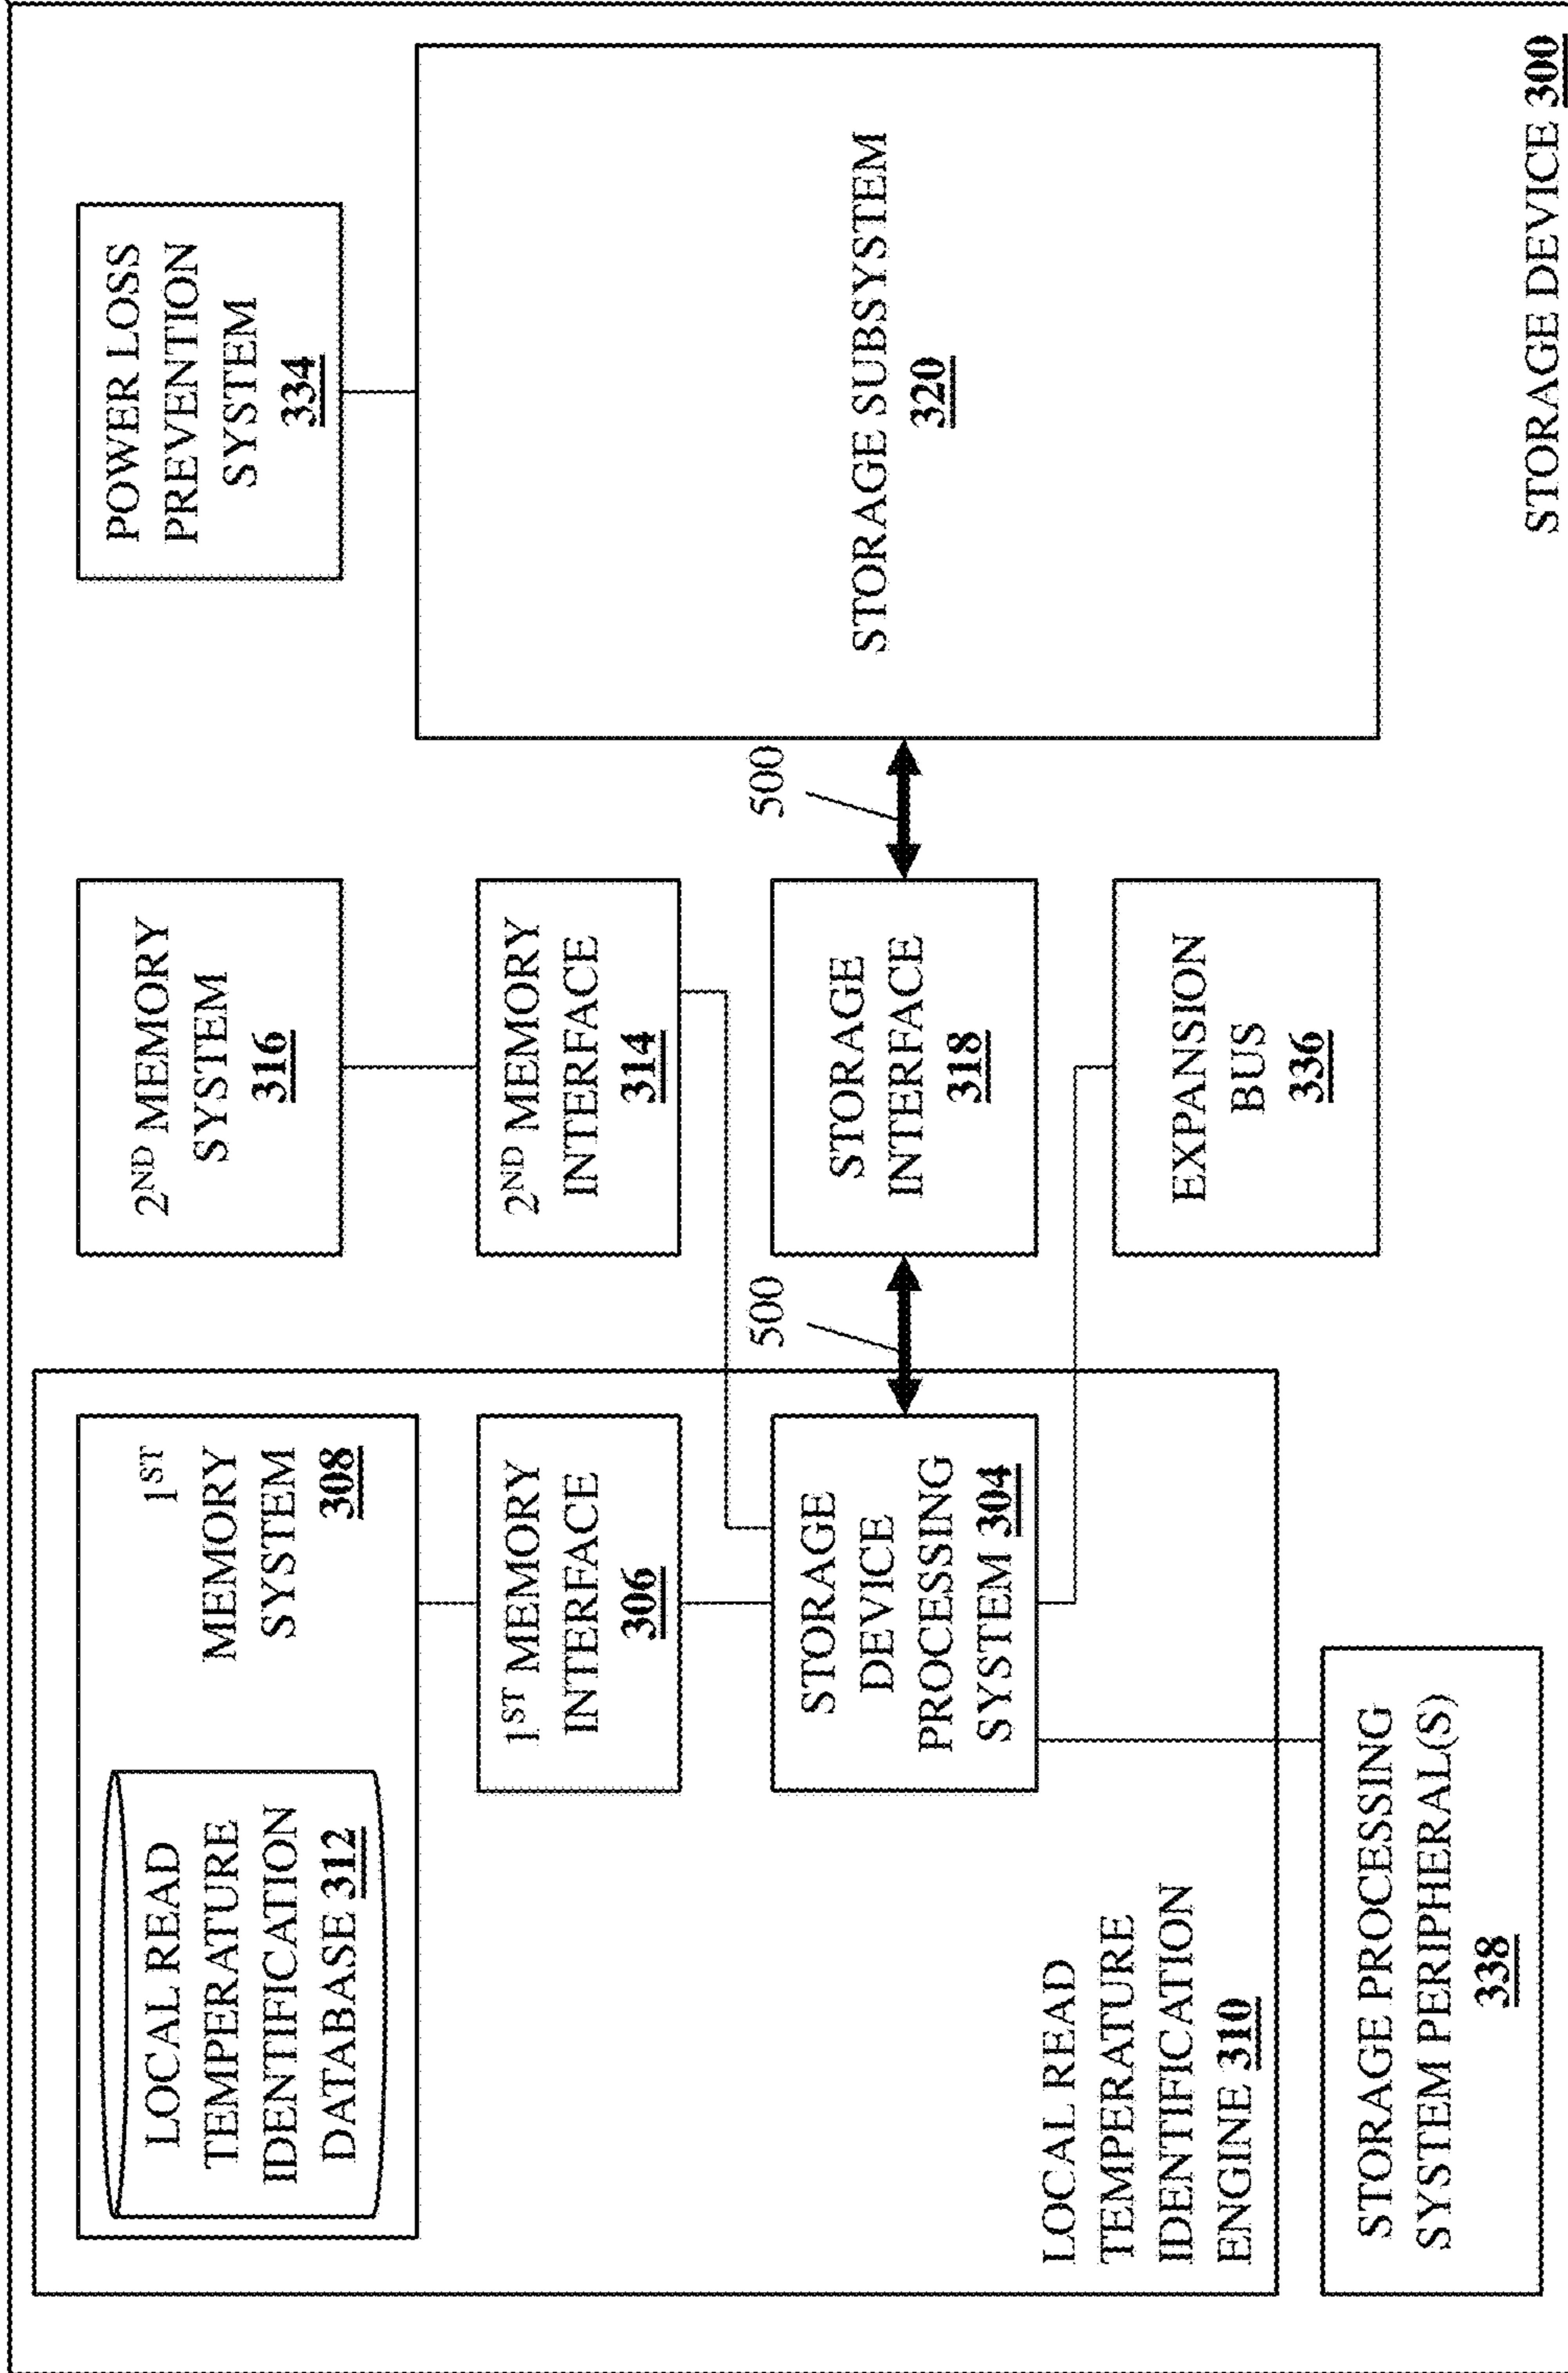 LOCAL READ
TEMPERATURE
IDENTIFICATION
DATABASE 312
1ST
MEMORY
SYSTEM
308
1ST MEMORY
INTERFACE
306
STORAGE
DEVICE
PROCESSING
SYSTEM 304
LOCAL READ
TEMPERATURE
IDENTIFICATION
ENGINE 310
STORAGE PROCESSING
SYSTEM PERIPHERAL(S)
338
2ND MEMORY
SYSTEM
316
2ND MEMORY
INTERFACE
314
500
STORAGE
INTERFACE
318
500
EXPANSION
BUS
336
POWER LOSS
PREVENTION
SYSTEM
334
STORAGE SUBSYSTEM
320
STORAGE DEVICE 300